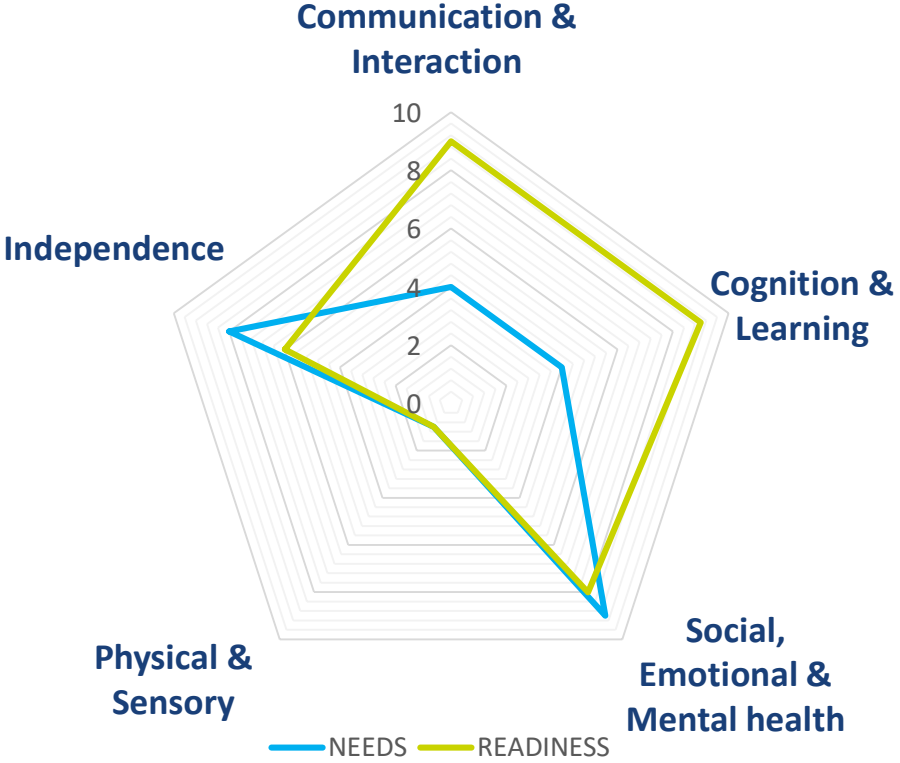 Communication &
Interaction
10
8
6
4
2
0
Independence
Cognition &
Learning
Physical &
Sensory
Social,
Emotional &
Mental health
NEEDS
READINESS